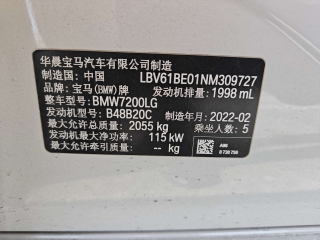 华晨宝马汽车有限公司制造
制造国：中国 LBV61BE01NM309727
品牌：宝马(BMW)牌 发动机排量：1998 mL
整车型号：BMW7200LG
发动机型号：B48B20C 制造年月：2022-02
最大允许总质量：2055 kg 乘坐人数：5
发动机最大净功率：115 kW
最大允许牵引质量：-- kg